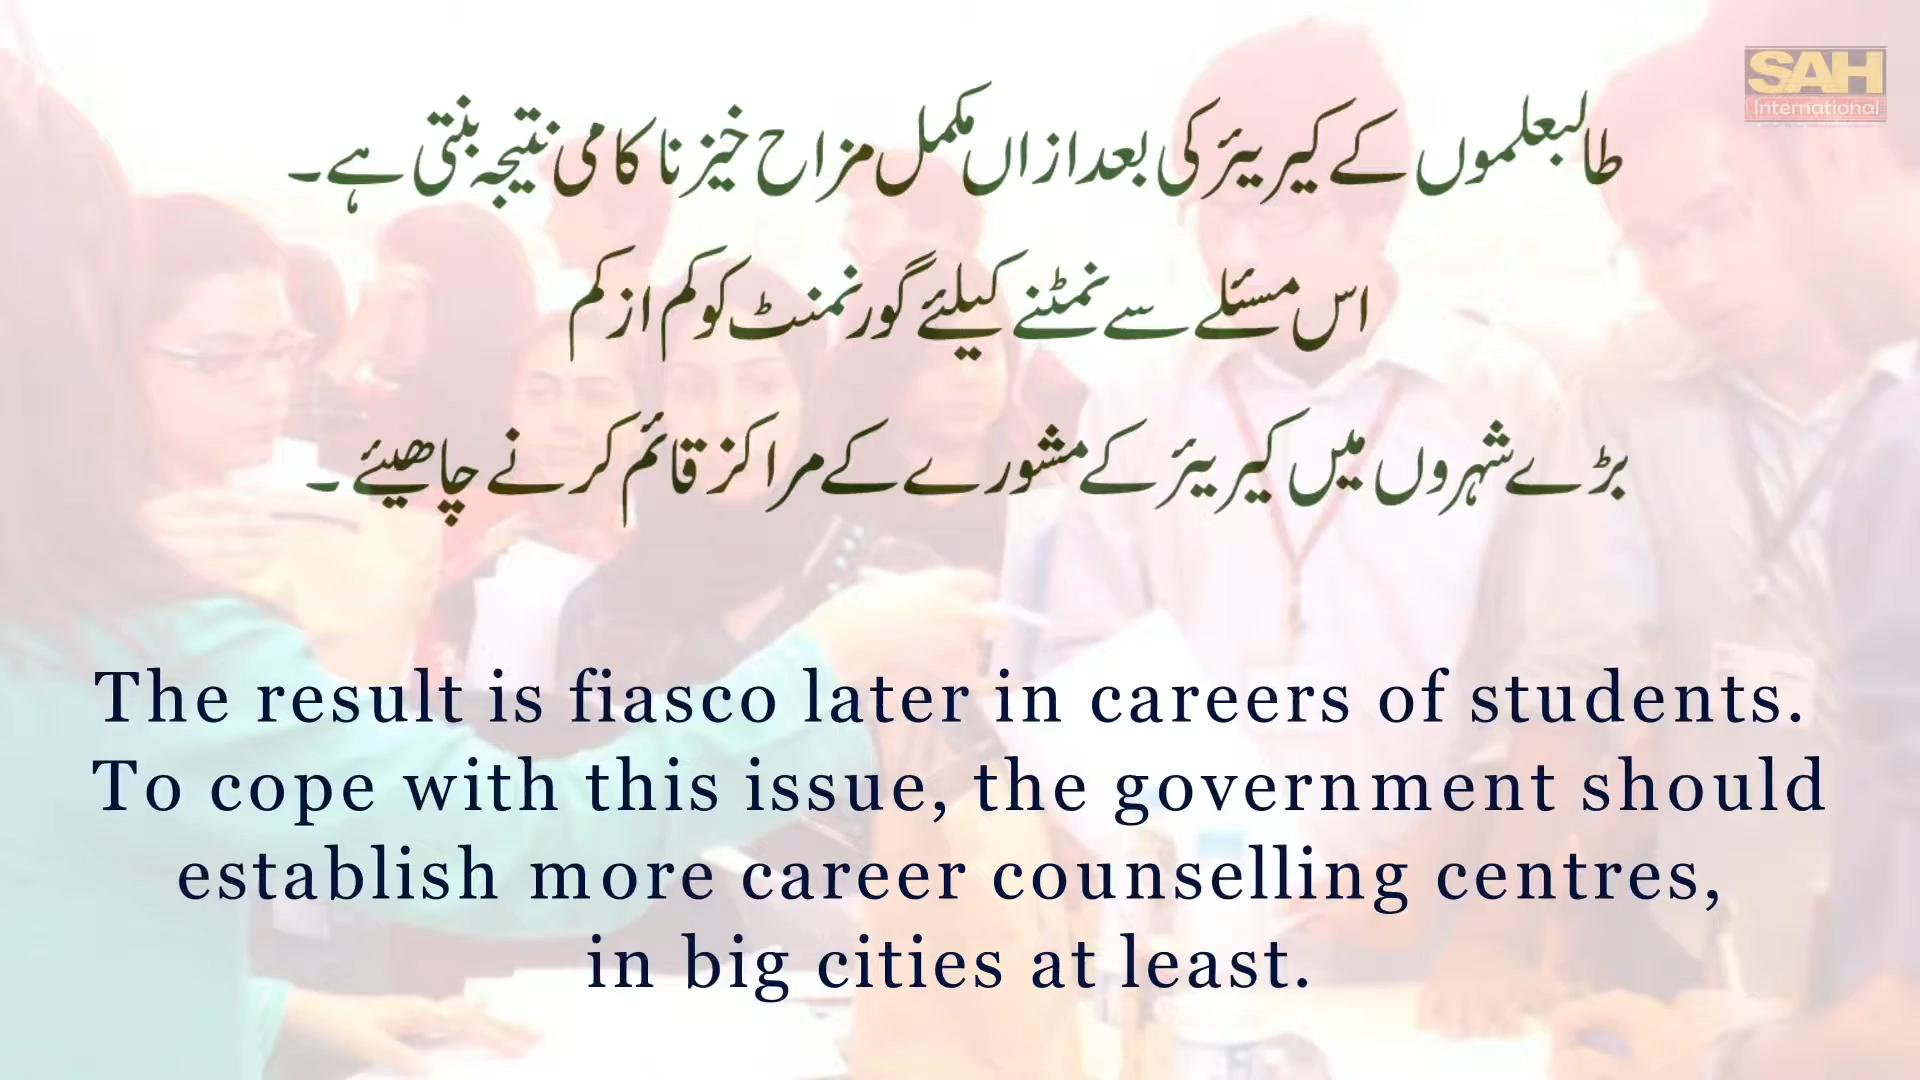 SAH
International
طالبعلموں کے کیریئر کی بعد ازاں مکمل مزاح خیز ناکامی نتیجہ بنتی ہے۔
اس مسئلے سے نمٹنے کیلئے گورنمنٹ کو کم از کم
بڑے شہروں میں کیریئر کے مشورے کے مراکز قائم کرنے چاھیئے۔
The result is fiasco later in careers of students.
To cope with this issue, the government should
establish more career counselling centres,
in big cities at least.